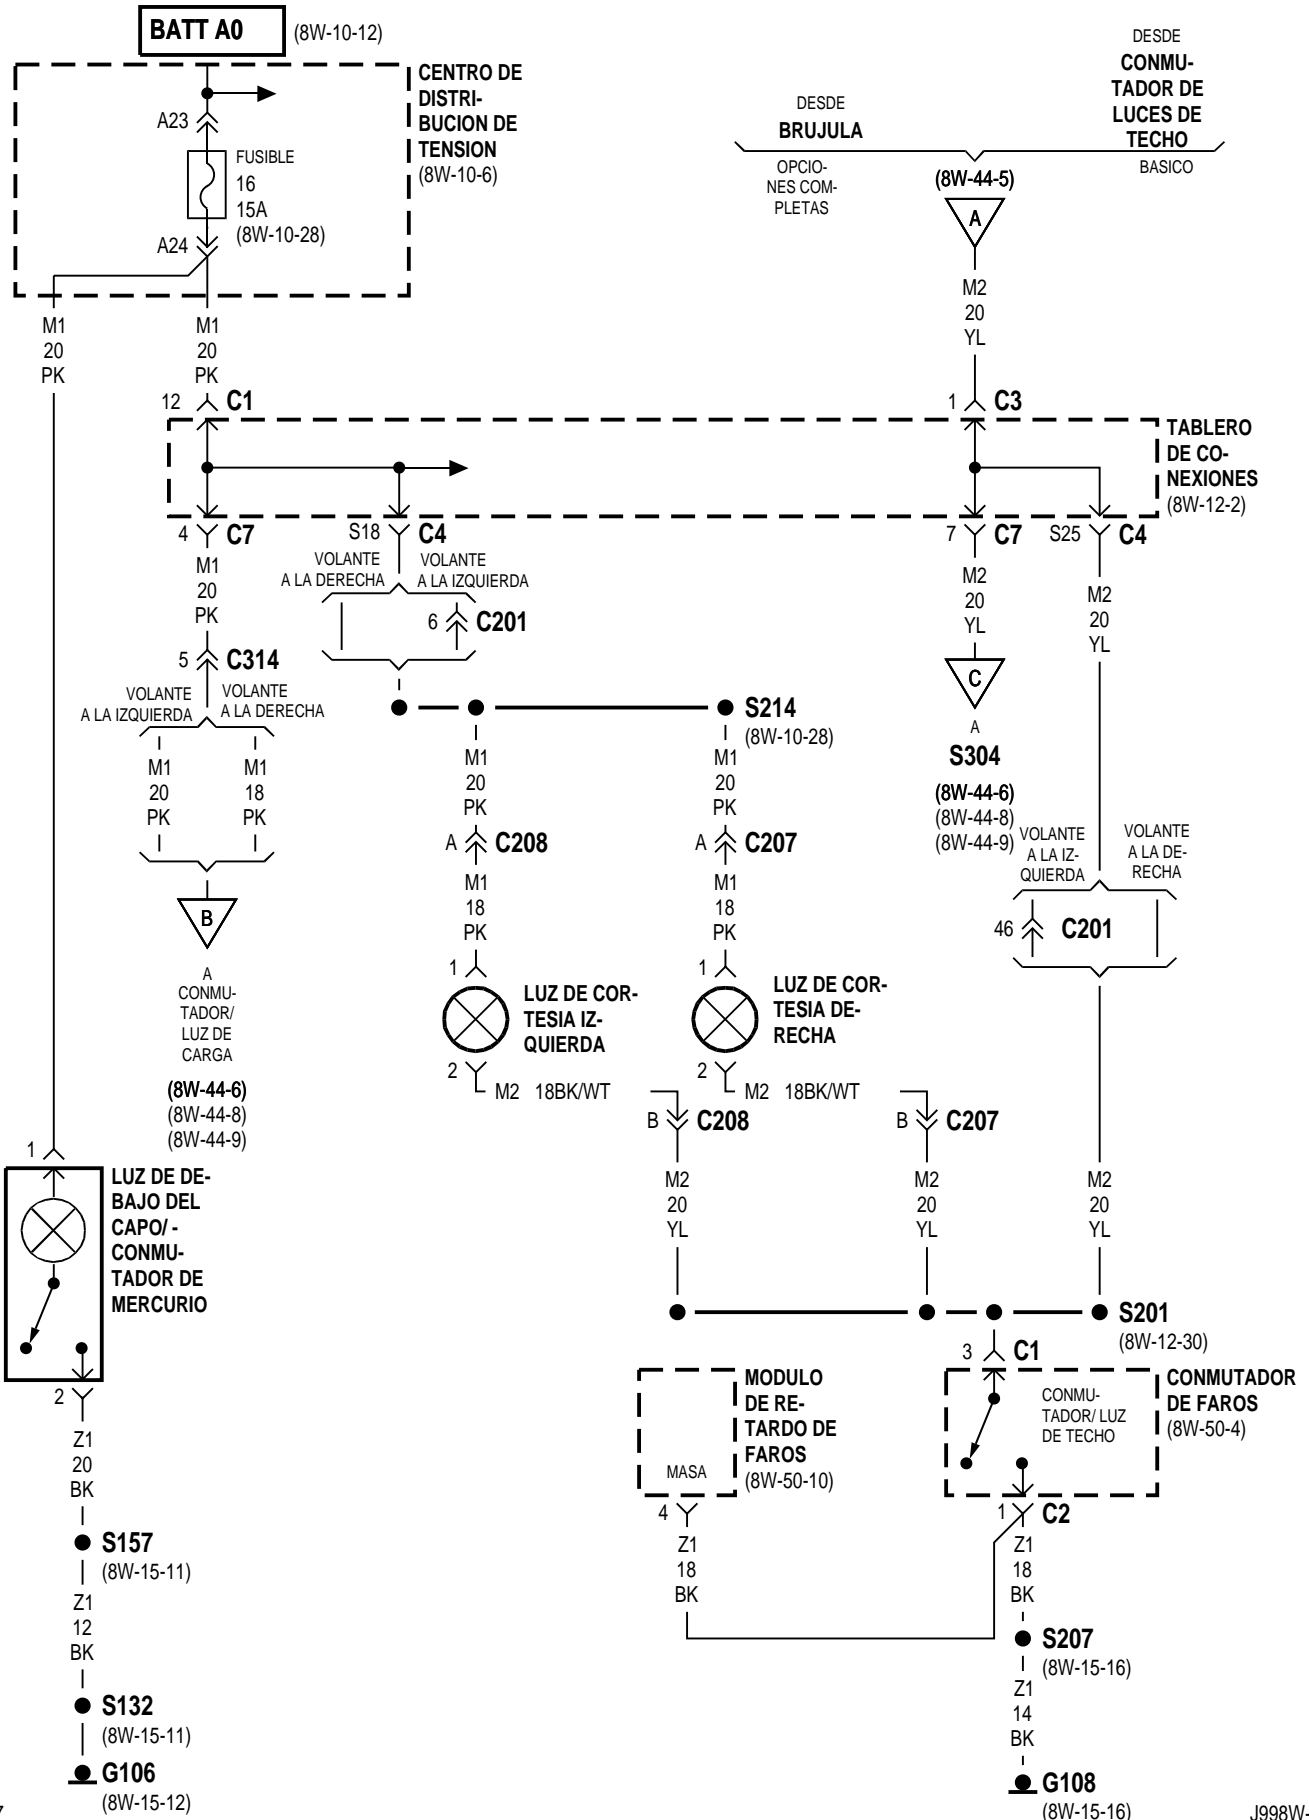 BATT A0 (8W-10-12)
CENTRO DE
DISTRI-
BUCION DE
TENSION
(8W-10-6)
A23
FUSIBLE
16
15A
(8W-10-28)
A24
DESDE
BRUJULA
OPCIO-
NES COM-
PLETAS
DESDE
CONMU-
TADOR DE
LUCES DE
TECHO
BASICO
(8W-44-5)
A
M2
20
YL
M1
20
PK
M1
20
PK
12 C1
1 C3
TABLERO
DE CO-
NEXIONES
(8W-12-2)
4 C7
S18 C4
7 C7
S25 C4
M1
20
PK
VOLANTE
A LA DERECHA
VOLANTE
A LA IZQUIERDA
6 C201
5 C314
VOLANTE
A LA IZQUIERDA
VOLANTE
A LA DERECHA
M1
20
PK
M1
18
PK
B
A
CONMU-
TADOR/
LUZ DE
CARGA
(8W-44-6)
(8W-44-8)
(8W-44-9)
S214
(8W-10-28)
M1
20
PK
M1
20
PK
A C208
A C207
M1
18
PK
M1
18
PK
1
LUZ DE COR-
TESIA IZ-
QUIERDA
2
M2 18BK/WT
1
LUZ DE COR-
TESIA DE-
RECHA
2
M2 18BK/WT
B C208
B C207
M2
20
YL
C
A
S304
(8W-44-6)
(8W-44-8)
(8W-44-9)
M2
20
YL
VOLANTE
A LA IZ-
QUIERDA
VOLANTE
A LA DE-
RECHA
46 C201
M2
20
YL
M2
20
YL
M2
20
YL
S201
(8W-12-30)
1
LUZ DE DE-
BAJO DEL
CAPO/ -
CONMU-
TADOR DE
MERCURIO
2
Z1
20
BK
S157
(8W-15-11)
Z1
12
BK
S132
(8W-15-11)
G106
(8W-15-12)
MODULO
DE RE-
TARDO DE
FAROS
(8W-50-10)
MASA
4
Z1
18
BK
3 C1
CONMU-
TADOR/ LUZ
DE TECHO
CONMUTADOR
DE FAROS
(8W-50-4)
1 C2
Z1
18
BK
S207
(8W-15-16)
Z1
14
BK
G108
(8W-15-16)
J998W-